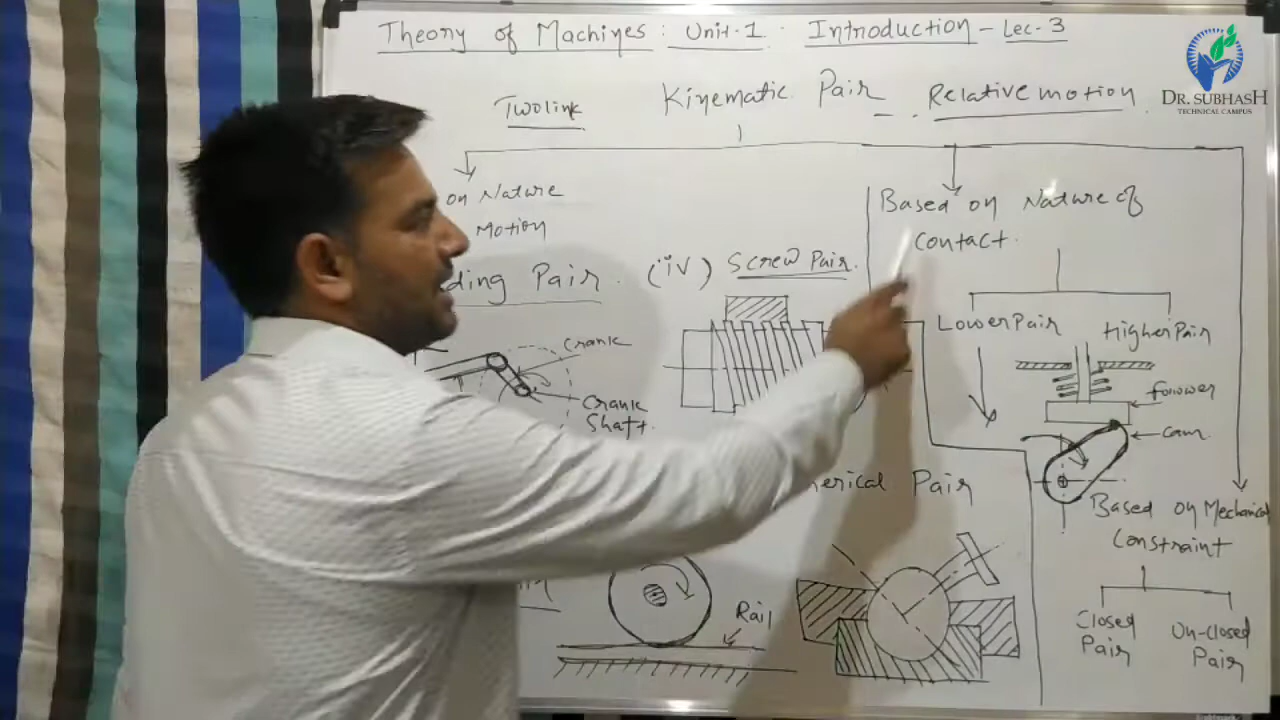 Theory of Machines : Unit-1 : Introduction - Lec-3
DR. SUBHASH
TECHNICAL CAMPUS
Two link
Kinematic Pair - . Relative motion
on Nature
Motion
Based on Nature of
Contact.
ding Pair.
(iv) Screw Pair.
Lower Pair
Higher Pair
Crank
Crank
Shaft.
follower
cam
erical Pair
Based on Mechanical
Constraint
Rail
Closed
Pair
Un-closed
Pair